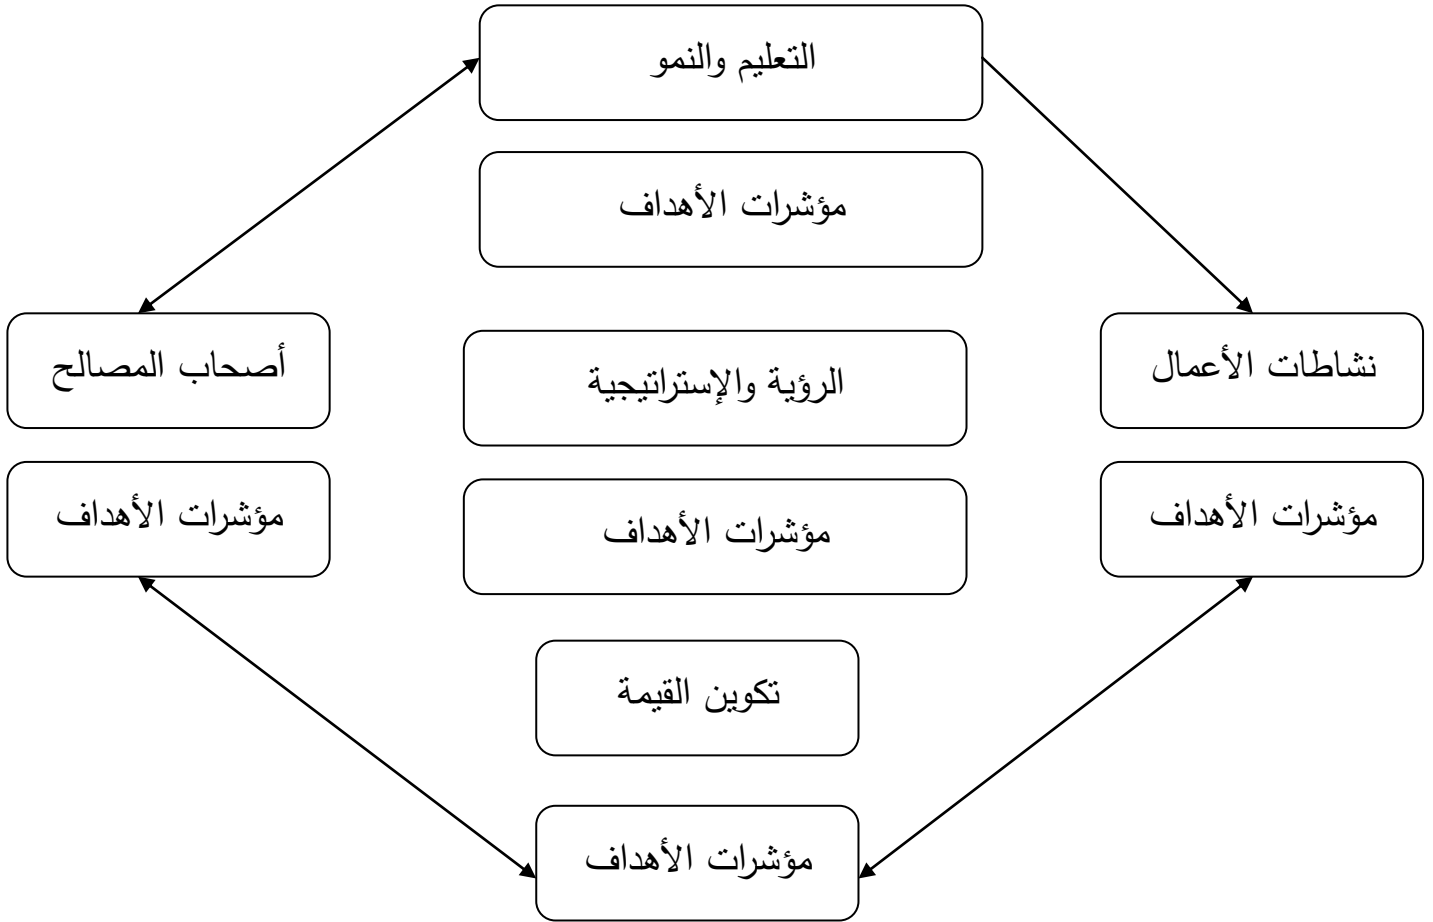 التعليم والنمو
مؤشرات الأهداف
نشاطات الأعمال
الرؤية والإستراتيجية
أصحاب المصالح
مؤشرات الأهداف
مؤشرات الأهداف
مؤشرات الأهداف
تكوين القيمة
مؤشرات الأهداف